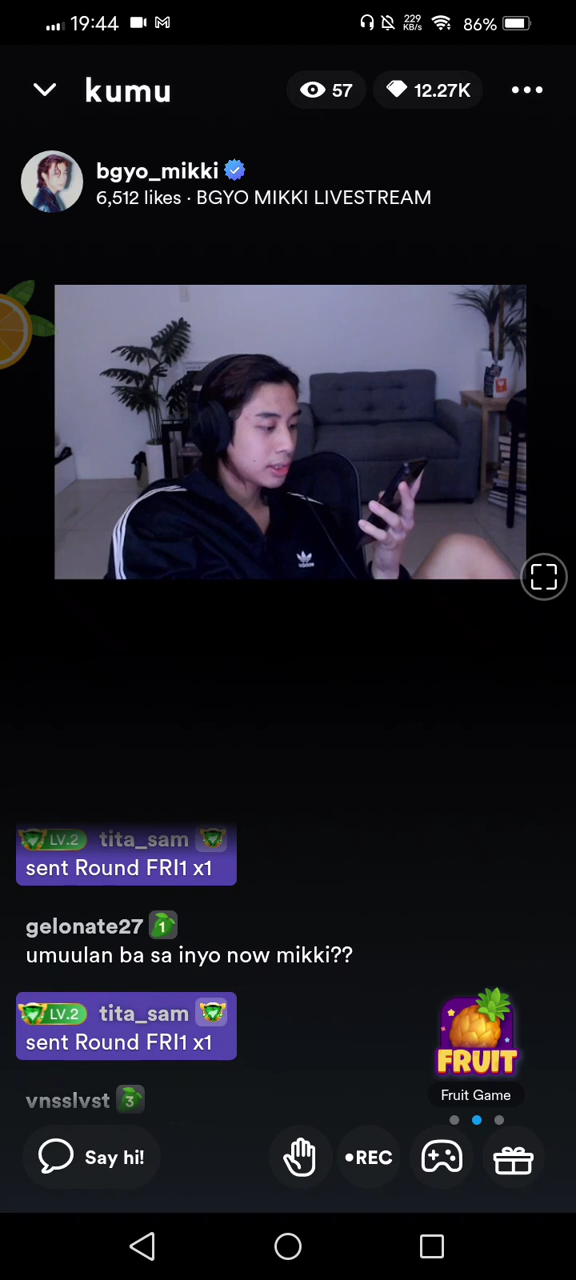 19:44
229
KB/s
86%
kumu
57
12.27K
bgyo_mikki
6,512 likes · BGYO MIKKI LIVESTREAM
adidas
LV.2 tita_sam
sent Round FRI1 x1
gelonate27 1
umuulan ba sa inyo now mikki??
LV.2 tita_sam
sent Round FRI1 x1
FRUIT
vnsslvst 3
Fruit Game
Say hi!
REC